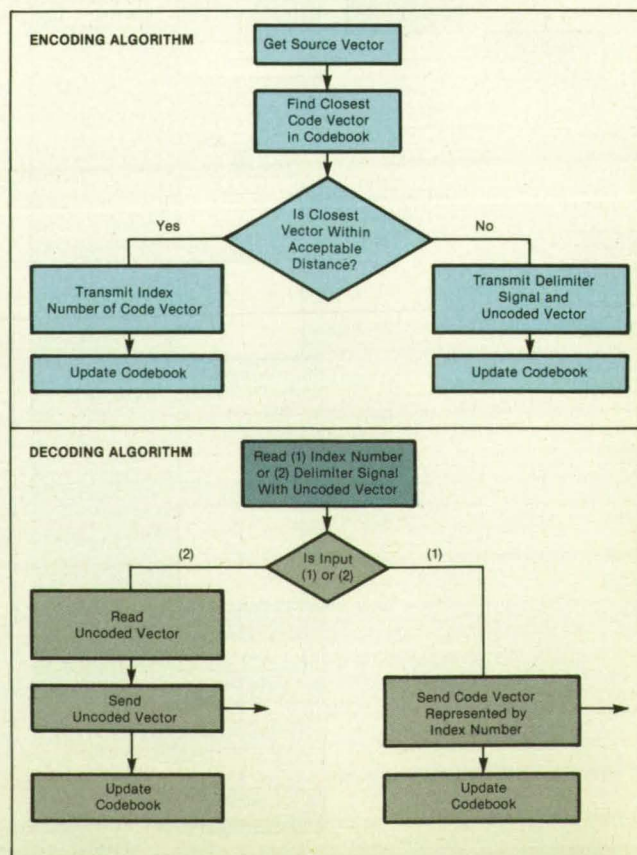 ENCODING ALGORITHM
Get Source Vector
Find Closest
Code Vector
in Codebook
Is Closest
Vector Within
Acceptable
Distance?
Yes
No
Transmit Index
Number of Code Vector
Transmit Delimiter
Signal and
Uncoded Vector
Update Codebook
Update Codebook
DECODING ALGORITHM
Read (1) Index Number
or (2) Delimiter Signal
With Uncoded Vector
Is Input
(1) or (2)
(2)
(1)
Read
Uncoded Vector
Send
Uncoded Vector
Send Code Vector
Represented by
Index Number
Update
Codebook
Update
Codebook